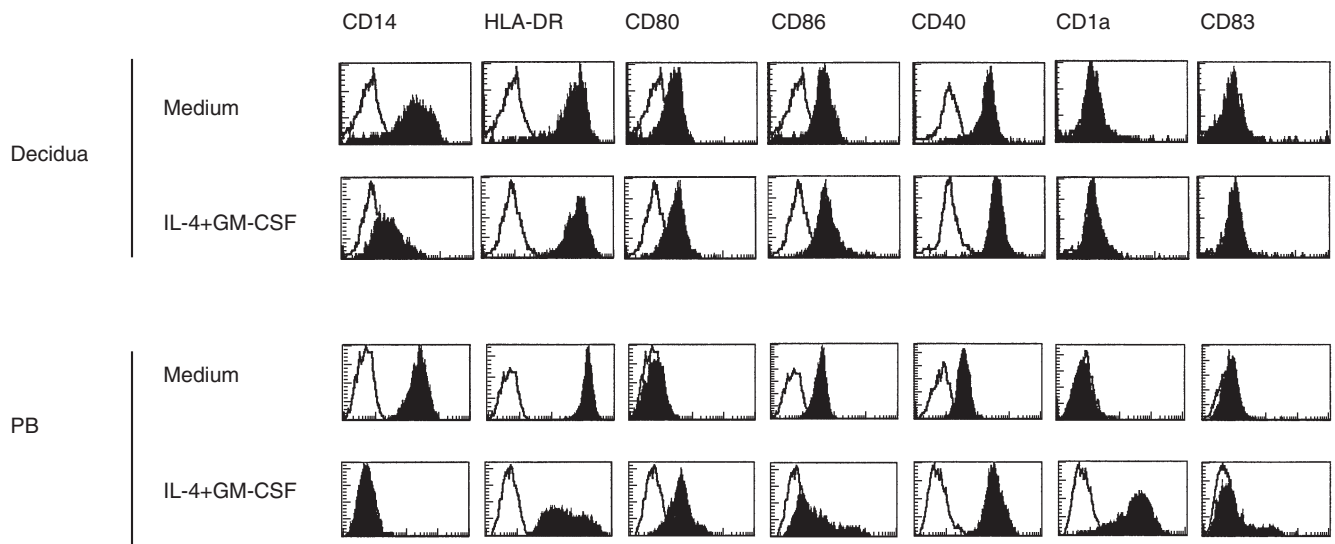 CD14 HLA-DR CD80 CD86 CD40 CD1a CD83
Medium
Decidua
IL-4+GM-CSF
Medium
PB
IL-4+GM-CSF